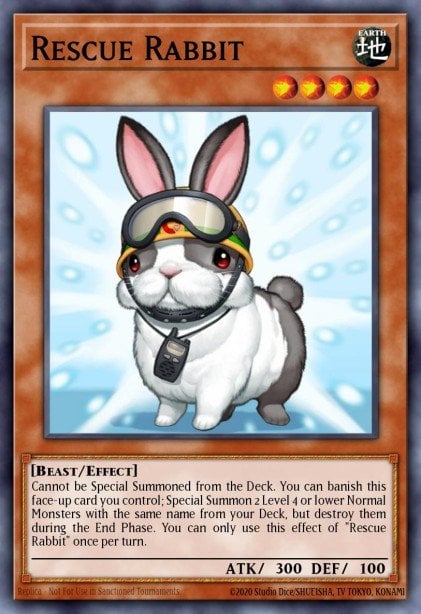 RESCUE RABBIT
EARTH
地
[BEAST/EFFECT]
Cannot be Special Summoned from the Deck. You can banish this
face-up card you control; Special Summon 2 Level 4 or lower Normal
Monsters with the same name from your Deck, but destroy them
during the End Phase. You can only use this effect of "Rescue
Rabbit" once per turn.
ATK/ 300 DEF/ 100
Replica - Not For Use in Sanctioned Tournaments
©2020 Studio Dice/SHUEISHA, TV TOKYO, KONAMI